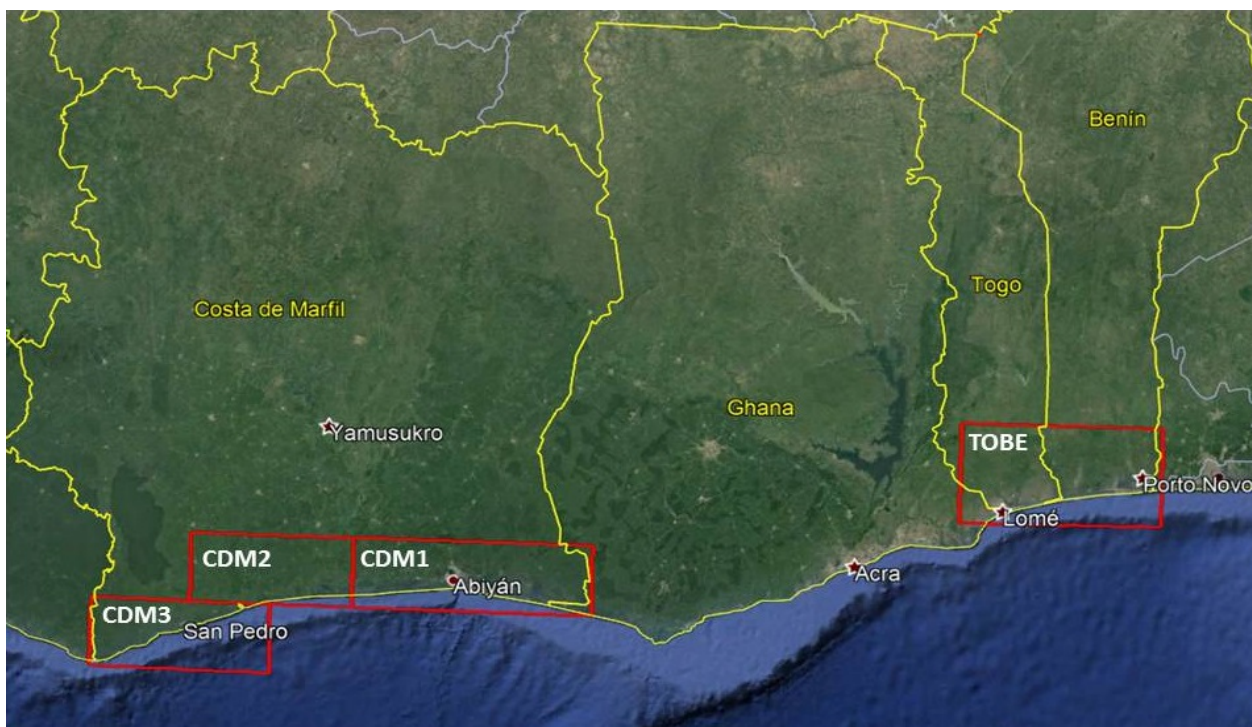 Benín
Togo
Costa de Marfil
Ghana
Yamusukro
TOBE
Porto Novo
Lomé
CDM2
CDM1
Acra
Abiyán
CDM3
San Pedro